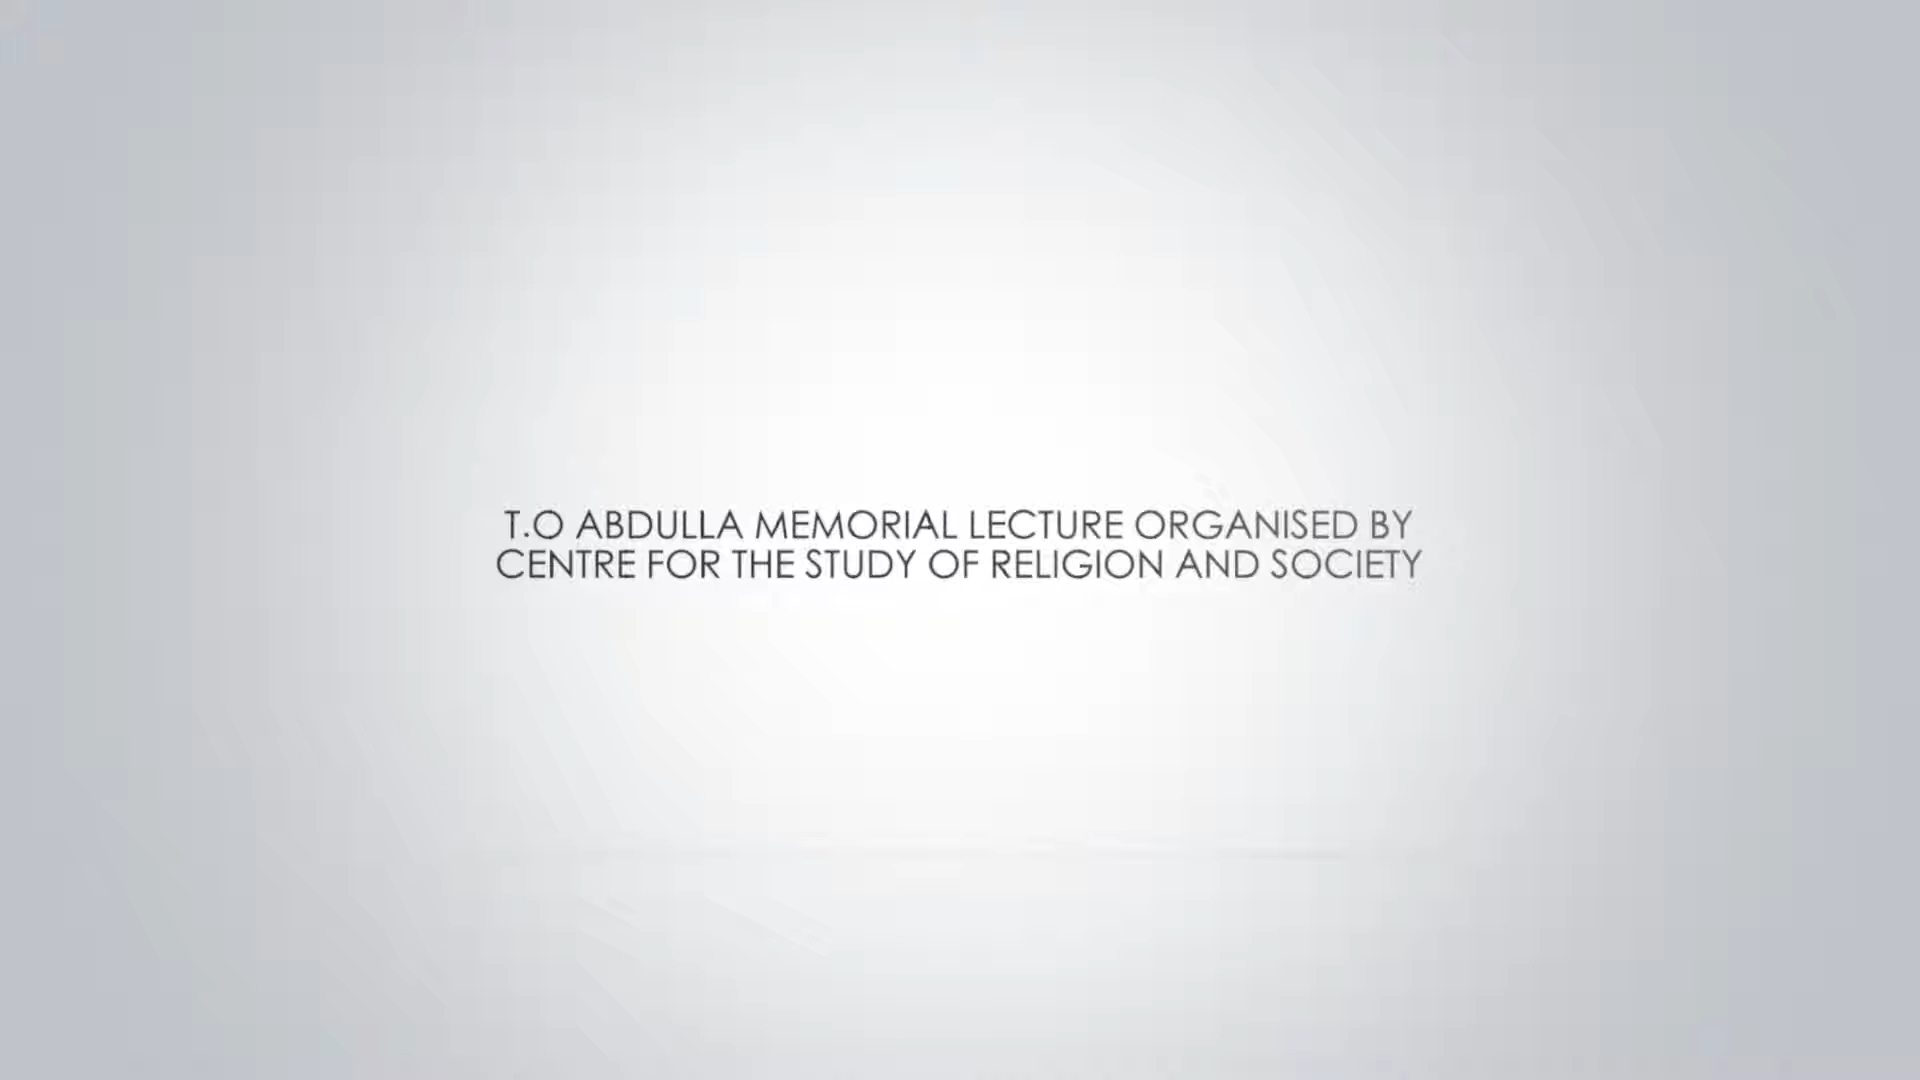 T.O ABDULLA MEMORIAL LECTURE ORGANISED BY
CENTRE FOR THE STUDY OF RELIGION AND SOCIETY